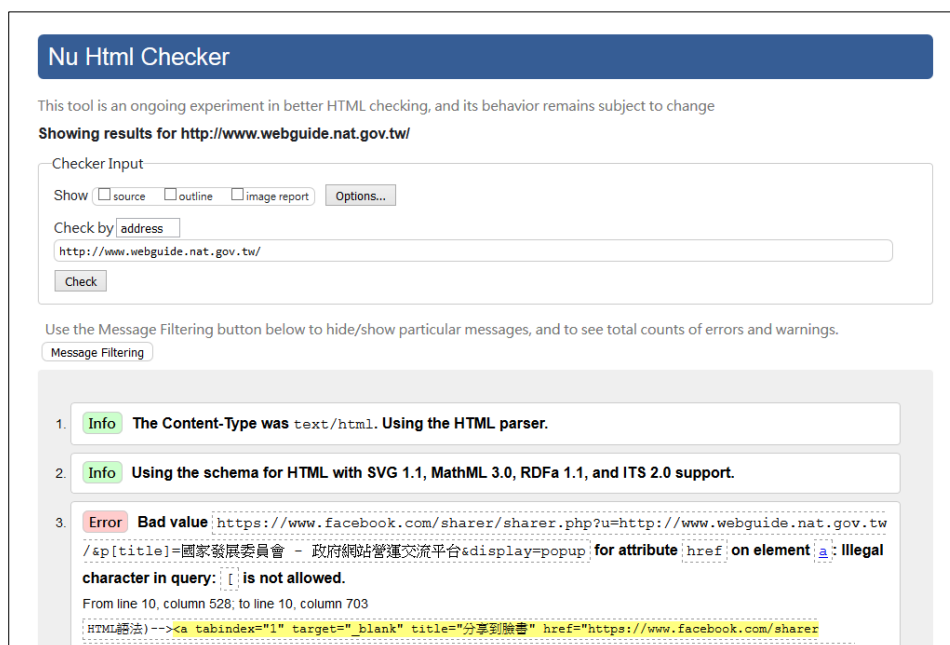 Nu Html Checker
This tool is an ongoing experiment in better HTML checking, and its behavior remains subject to change
Showing results for http://www.webguide.nat.gov.tw/
Checker Input
Show source outline image report Options...
Check by address
http://www.webguide.nat.gov.tw/
Check
Use the Message Filtering button below to hide/show particular messages, and to see total counts of errors and warnings.
Message Filtering
1. Info The Content-Type was text/html. Using the HTML parser.
2. Info Using the schema for HTML with SVG 1.1, MathML 3.0, RDFa 1.1, and ITS 2.0 support.
3. Error Bad value https://www.facebook.com/sharer/sharer.php?u=http://www.webguide.nat.gov.tw
/&p[title]=國家發展委員會 - 政府網站營運交流平台&display=popup for attribute href on element a: Illegal
character in query: [ is not allowed.
From line 10, column 528; to line 10, column 703
HTML語法)--><a tabindex="1" target="_blank" title="分享到臉書" href="https://www.facebook.com/sharer